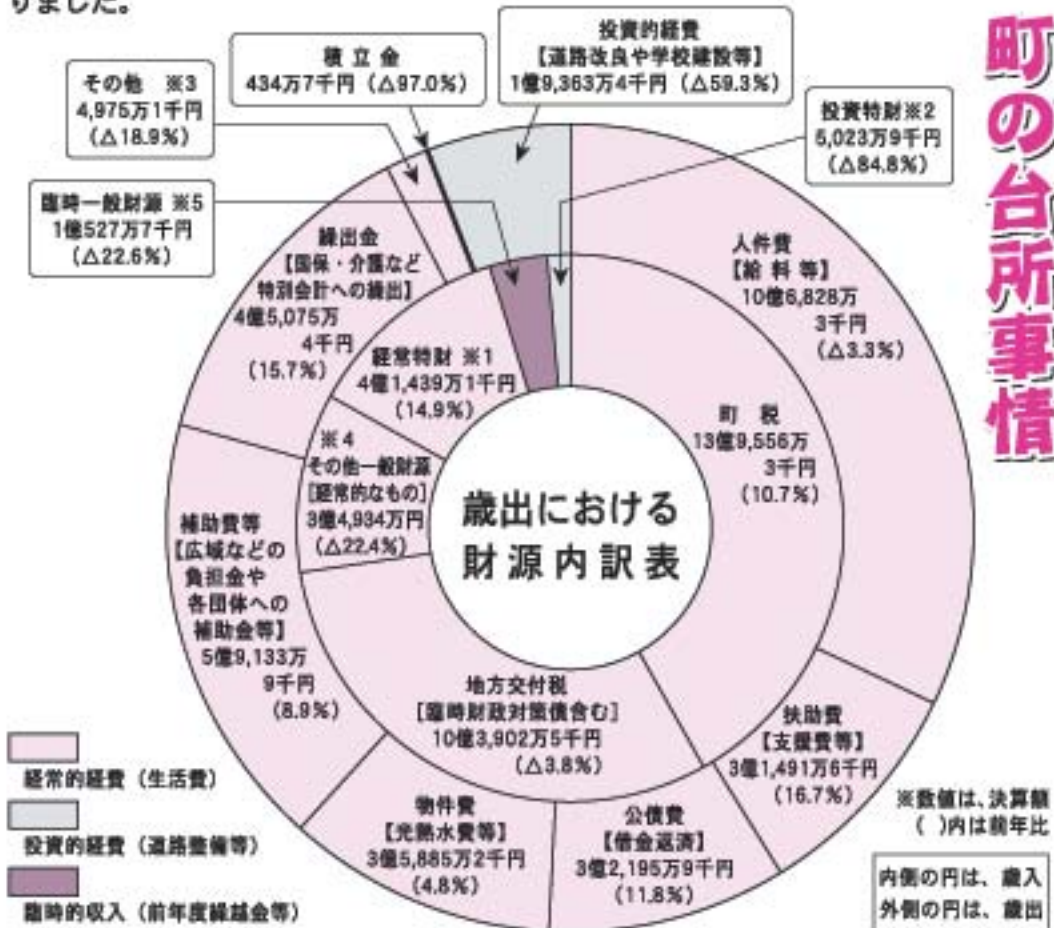 りました。
町の台所事情
投資的経費
【道路改良や学校建設等】
1億9,363万4千円(△59.3%)
積立金
434万7千円(△97.0%)
その他 ※3
4,975万1千円
(△18.9%)
投資特財※2
5,023万9千円
(△84.8%)
臨時一般財源 ※5
1億527万7千円
(△22.6%)
繰出金
【国保・介護など
特別会計への繰出】
4億5,075万
4千円
(15.7%)
人件費
【給料等】
10億6,828万
3千円
(△3.3%)
経常特財 ※1
4億1,439万1千円
(14.9%)
町 税
13億9,556万
3千円
(10.7%)
※4
その他一般財源
[経常的なもの]
3億4,934万円
(△22.4%)
歳出における
財源内訳表
補助費等
【広域などの
負担金や
各団体への
補助金等】
5億9,133万
9千円
(8.9%)
地方交付税
[臨時財政対策債含む]
10億3,902万5千円
(△3.8%)
扶助費
【支援費等】
3億1,491万6千円
(16.7%)
物件費
【光熱水費等】
3億5,885万2千円
(4.8%)
公債費
【借金返済】
3億2,195万9千円
(11.8%)
経常的経費(生活費)
投資的経費(道路整備等)
臨時的収入(前年度繰越金等)
※数値は、決算額
( )内は前年比
内側の円は、歳入
外側の円は、歳出